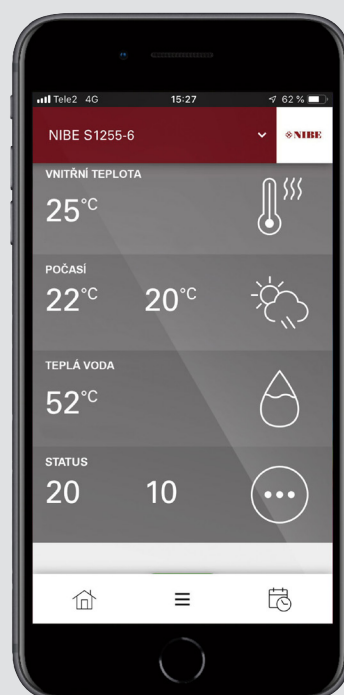 Tele2 4G 15:27 62 %
NIBE S1255-6 NIBE
VNITŘNÍ TEPLOTA
25°C
POČASÍ
22°C 20°C
TEPLÁ VODA
52°C
STATUS
20 10